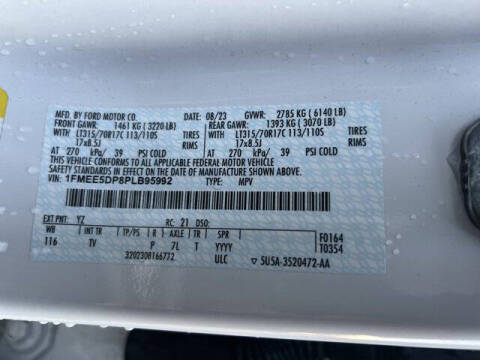 MFD. BY FORD MOTOR CO.
DATE: 08/23 GVWR: 2785 KG (6140 LB)
FRONT GAWR: 1461 KG (3220 LB) REAR GAWR: 1393 KG (3070 LB)
WITH LT315/70R17C 113/110S TIRES WITH LT315/70R17C 113/110S TIRES
17x8.5J RIMS 17x8.5J RIMS
AT 270 kPa/ 39 PSI COLD AT 270 kPa/ 39 PSI COLD
THIS VEHICLE CONFORMS TO ALL APPLICABLE FEDERAL MOTOR VEHICLE
SAFETY STANDARDS IN EFFECT ON THE DATE OF MANUFACTURE SHOWN ABOVE.
VIN: 1FMEE5DP8PLB95992 TYPE: MPV
EXT PNT: YZ RC: 21 DSO:
WB INT TR TP/PS R AXLE TR SPR
116 TV P 7L T YYYY
F0164
T0354
3202308166772 ULC ▽ 5U5A-3520472-AA